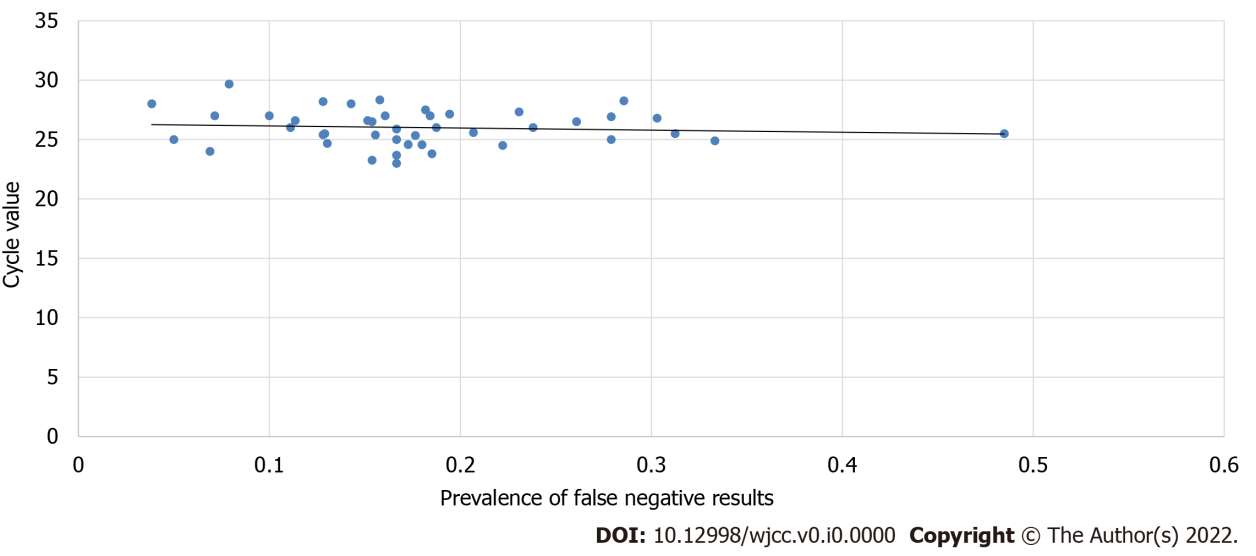 35
30
25
20
15
10
5
0
Cycle value
0 0.1 0.2 0.3 0.4 0.5 0.6
Prevalence of false negative results
DOI: 10.12998/wjcc.v0.i0.0000 Copyright © The Author(s) 2022.